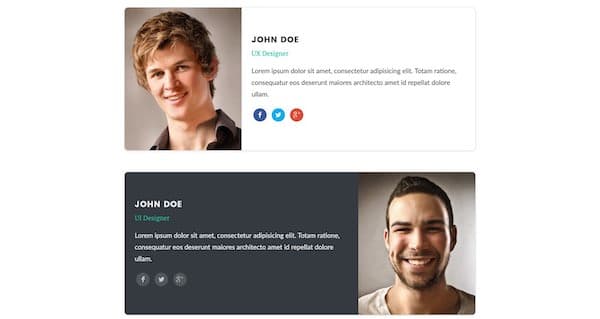 JOHN DOE
UX Designer
Lorem ipsum dolor sit amet, consectetur adipisicing elit. Totam ratione,
consequatur eos deserunt maiores architecto amet elit repellat dolore
ullam.
JOHN DOE
UI Designer
Lorem ipsum dolor sit amet, consectetur adipisicing elit. Totam ratione,
consequatur eos deserunt maiores architecto amet elit repellat dolore
ullam.